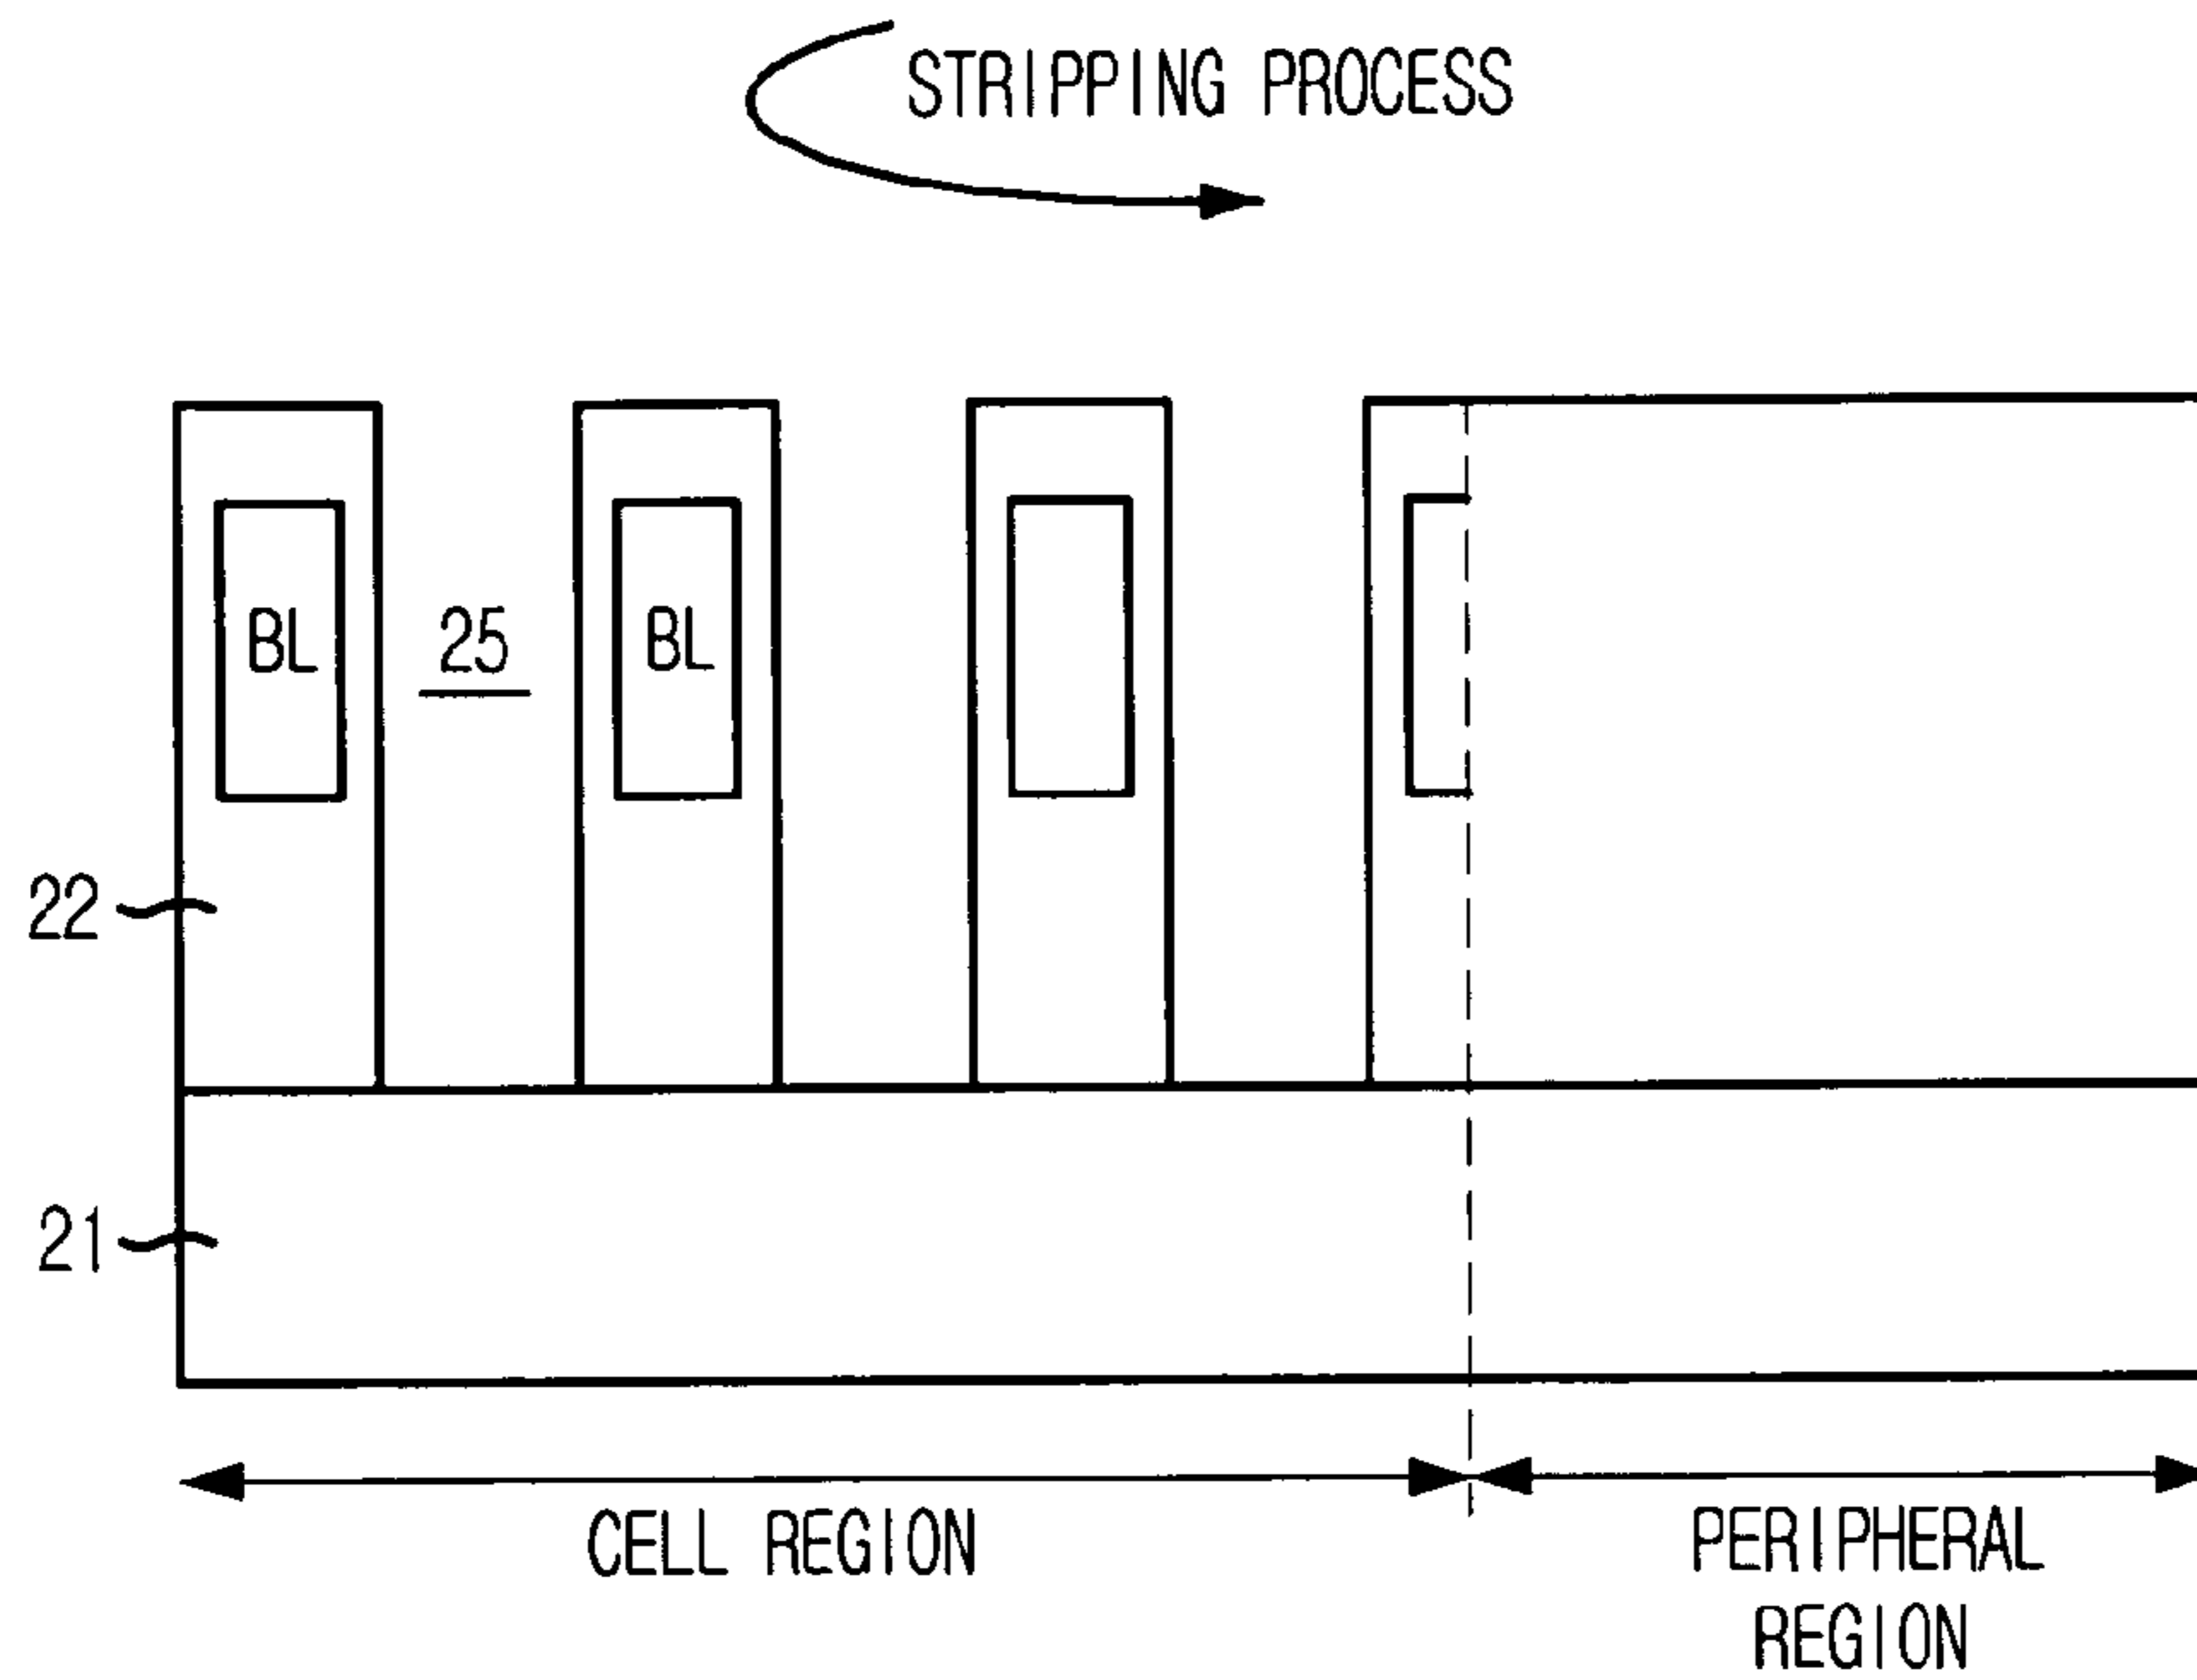 STRIPPING PROCESS
BL
25
BL
22
21
CELL REGION
PERIPHERAL
REGION